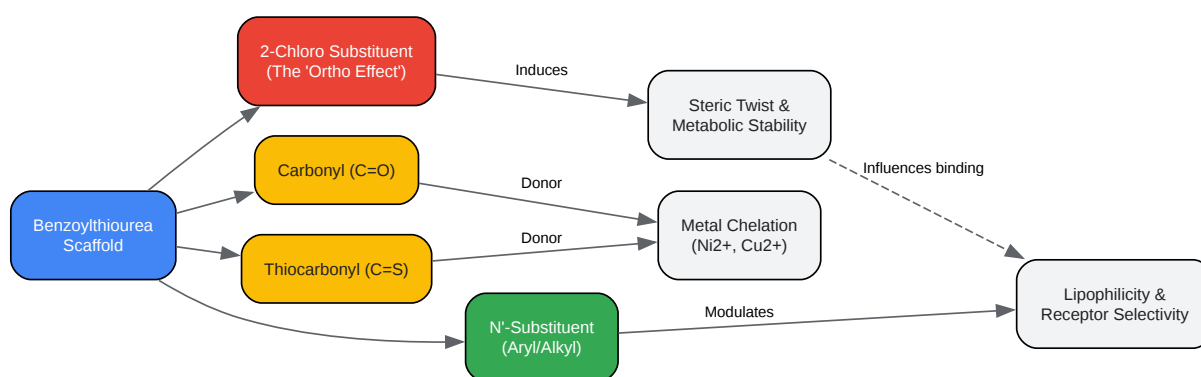 2-Chloro Substituent
(The 'Ortho Effect')
Induces
Steric Twist &
Metabolic Stability
Carbonyl (C=O)
Donor
Influences binding
Benzoylthiourea
Scaffold
Metal Chelation
(Ni2+, Cu2+)
Donor
Thiocarbonyl (C=S)
Lipophilicity &
Receptor Selectivity
Modulates
N'-Substituent
(Aryl/Alkyl)